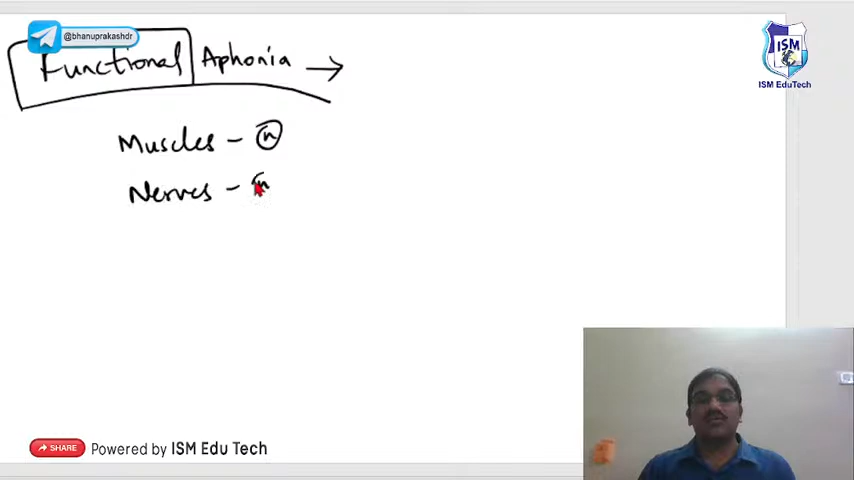 @bhanuprakashdr
Functional Aphonia →
ISM
ISM EduTech
Muscles - n
Nerves - n
SHARE Powered by ISM Edu Tech